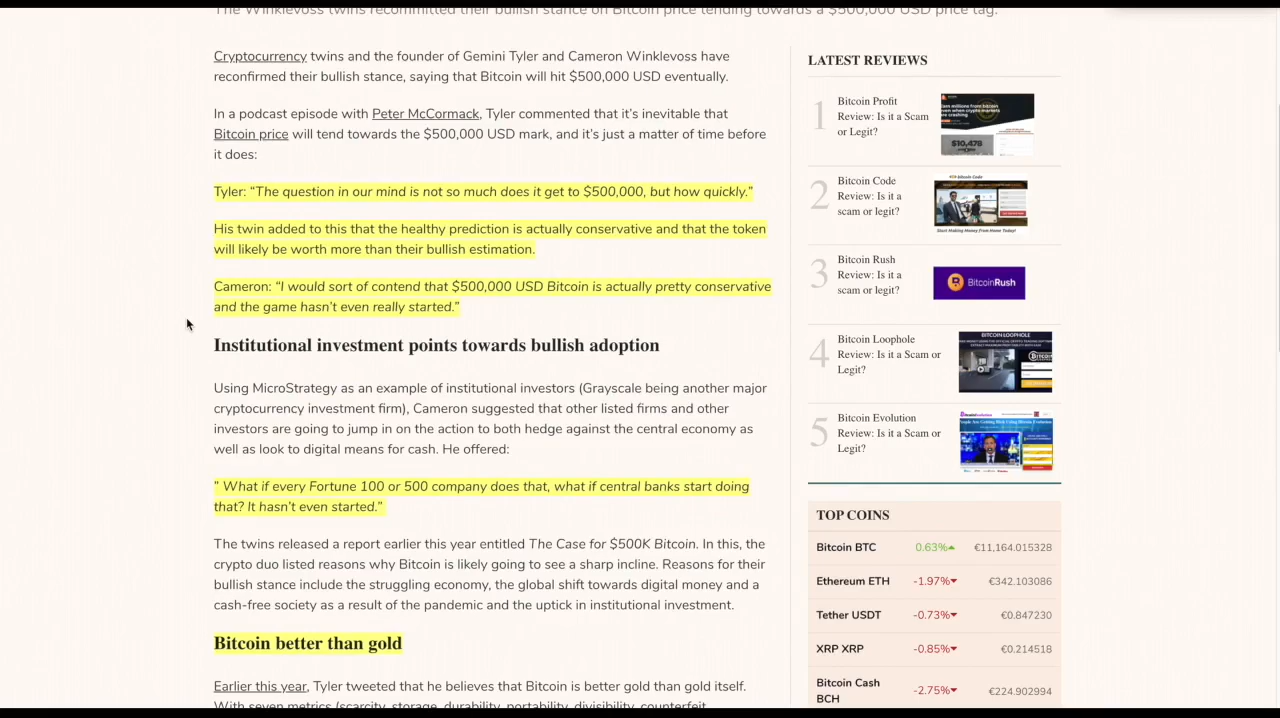 The Winklevoss twins recommitted their bullish stance on Bitcoin price tending towards a $500,000 USD price tag.
Cryptocurrency twins and the founder of Gemini Tyler and Cameron Winklevoss have
reconfirmed their bullish stance, saying that Bitcoin will hit $500,000 USD eventually.
In a podcast episode with Peter McCormack, Tyler commented that it's inevitable that
Bitcoin price will tend towards the $500,000 USD mark, and it's just a matter of time before
it does:
Tyler: “The question in our mind is not so much does it get to $500,000, but how quickly.”
His twin added to this that the healthy prediction is actually conservative and that the token
will likely be worth more than their bullish estimation.
Cameron: “I would sort of contend that $500,000 USD Bitcoin is actually pretty conservative
and the game hasn't even really started.”
Institutional investment points towards bullish adoption
Using MicroStrategy as an example of institutional investors (Grayscale being another major
cryptocurrency investment firm), Cameron suggested that other listed firms and other
investors are going to jump in on the action to both hedge against the central economy as
well as look to digital means for cash. He offered:
“ What if every Fortune 100 or 500 company does that, what if central banks start doing
that? It hasn't even started.”
The twins released a report earlier this year entitled The Case for $500K Bitcoin. In this, the
crypto duo listed reasons why Bitcoin is likely going to see a sharp incline. Reasons for their
bullish stance include the struggling economy, the global shift towards digital money and a
cash-free society as a result of the pandemic and the uptick in institutional investment.
Bitcoin better than gold
Earlier this year, Tyler tweeted that he believes that Bitcoin is better gold than gold itself.
With seven metrics (scarcity, storage, durability, portability, divisibility, counterfeit
LATEST REVIEWS
1
Bitcoin Profit
Review: Is it a Scam
or Legit?
$10,478
2
Bitcoin Code
Review: Is it a
scam or legit?
Bitcoin Code
Start Making Money From Home Today!
3
Bitcoin Rush
Review: Is it a
scam or legit?
BitcoinRush
4
Bitcoin Loophole
Review: Is it a Scam or
Legit?
BITCOIN LOOPHOLE
5
Bitcoin Evolution
Review: Is it a Scam or
Legit?
TOP COINS
Bitcoin BTC 0.63% €11,164.015328
Ethereum ETH -1.97% €342.103086
Tether USDT -0.73% €0.847230
XRP XRP -0.85% €0.214518
Bitcoin Cash
BCH -2.75% €224.902994